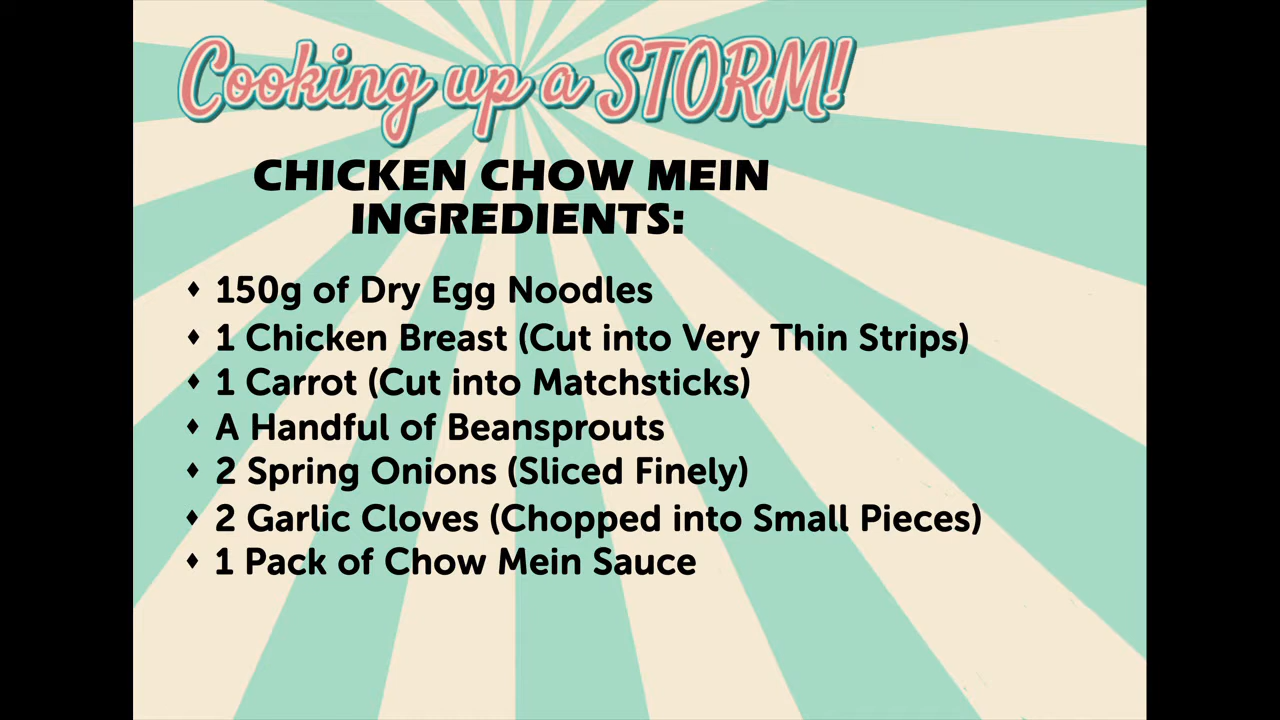 Cooking up a STORM!
CHICKEN CHOW MEIN
INGREDIENTS:
♦ 150g of Dry Egg Noodles
♦ 1 Chicken Breast (Cut into Very Thin Strips)
♦ 1 Carrot (Cut into Matchsticks)
♦ A Handful of Beansprouts
♦ 2 Spring Onions (Sliced Finely)
♦ 2 Garlic Cloves (Chopped into Small Pieces)
♦ 1 Pack of Chow Mein Sauce